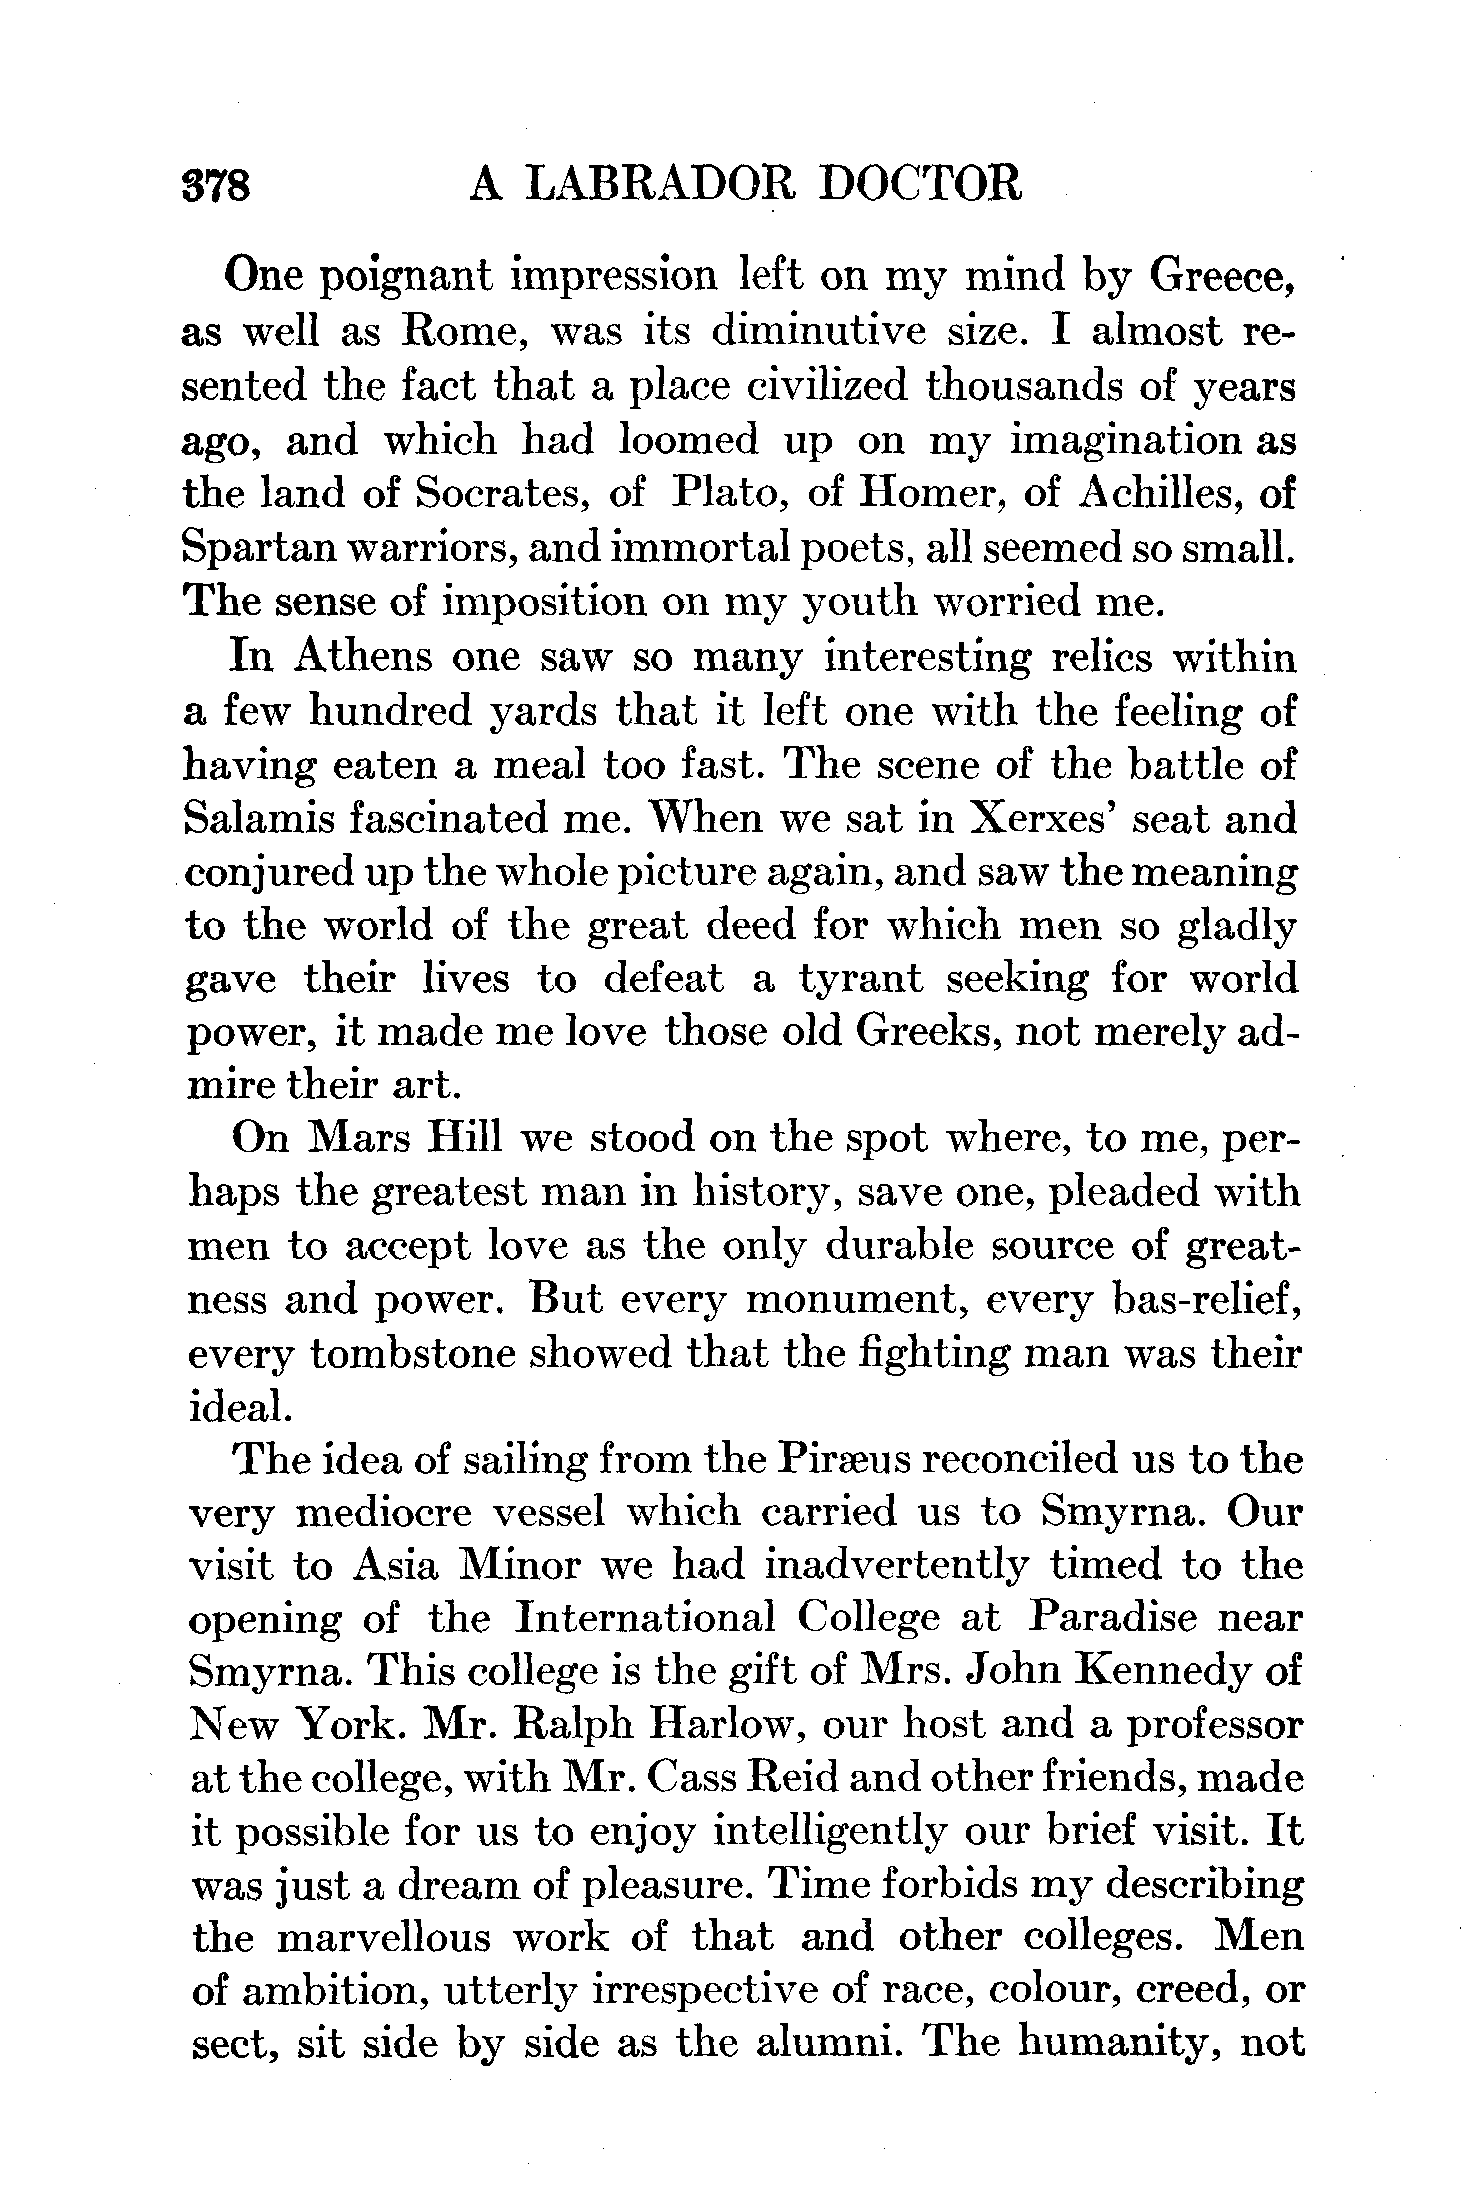 378 A LABRADOR DOCTOR
One poignant impression left on my mind by Greece,
as well as Rome, was its diminutive size. I almost re-
sented the fact that a place civilized thousands of years
ago, and which had loomed up on my imagination as
the land of Socrates, of Plato, of Homer, of Achilles, of
Spartan warriors, and immortal poets, all seemed so small.
The sense of imposition on my youth worried me.
In Athens one saw so many interesting relics within
a few hundred yards that it left one with the feeling of
having eaten a meal too fast. The scene of the battle of
Salamis fascinated me. When we sat in Xerxes’ seat and
conjured up the whole picture again, and saw the meaning
to the world of the great deed for which men so gladly
gave their lives to defeat a tyrant seeking for world
power, it made me love those old Greeks, not merely ad-
mire their art.
On Mars Hill we stood on the spot where, to me, per-
haps the greatest man in history, save one, pleaded with
men to accept love as the only durable source of great-
ness and power. But every monument, every bas-relief,
every tombstone showed that the fighting man was their
ideal.
The idea of sailing from the Piræus reconciled us to the
very mediocre vessel which carried us to Smyrna. Our
visit to Asia Minor we had inadvertently timed to the
opening of the International College at Paradise near
Smyrna. This college is the gift of Mrs. John Kennedy of
New York. Mr. Ralph Harlow, our host and a professor
at the college, with Mr. Cass Reid and other friends, made
it possible for us to enjoy intelligently our brief visit. It
was just a dream of pleasure. Time forbids my describing
the marvellous work of that and other colleges. Men
of ambition, utterly irrespective of race, colour, creed, or
sect, sit side by side as the alumni. The humanity, not